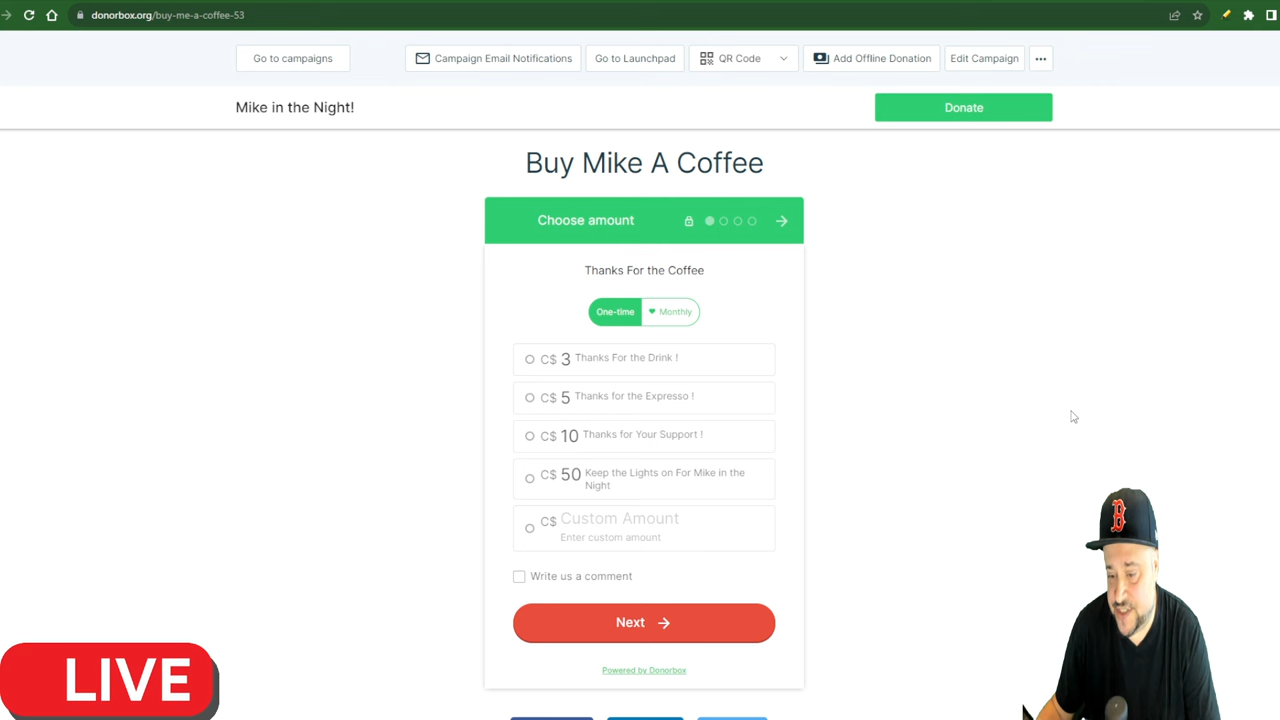 donorbox.org/buy-me-a-coffee-53
Go to campaigns
Campaign Email Notifications
Go to Launchpad
QR Code
Add Offline Donation
Edit Campaign
Mike in the Night!
Donate
Buy Mike A Coffee
Choose amount
Thanks For the Coffee
One-time
Monthly
C$ 3 Thanks For the Drink !
C$ 5 Thanks for the Expresso !
C$ 10 Thanks for Your Support !
C$ 50 Keep the Lights on For Mike in the
Night
C$ Custom Amount
Enter custom amount
Write us a comment
Next
Powered by Donorbox
LIVE
B